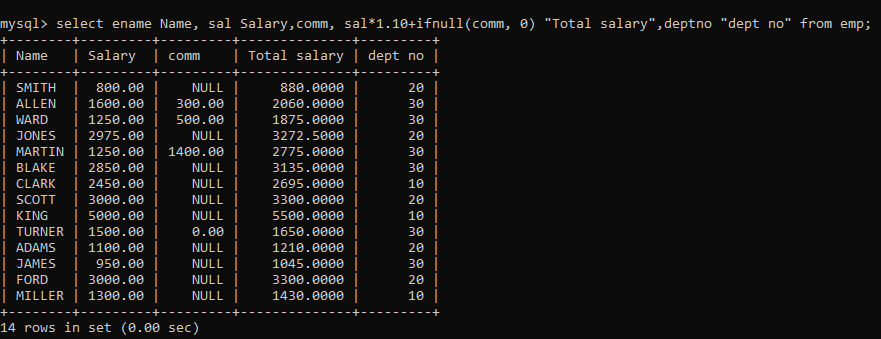 mysql> select ename Name, sal Salary,comm, sal*1.10+ifnull(comm, 0) "Total salary",deptno "dept no" from emp;
+--------+---------+---------+--------------+---------+
| Name   | Salary  | comm    | Total salary | dept no |
+--------+---------+---------+--------------+---------+
| SMITH  |  800.00 |    NULL |     880.0000 |      20 |
| ALLEN  | 1600.00 |  300.00 |    2060.0000 |      30 |
| WARD   | 1250.00 |  500.00 |    1875.0000 |      30 |
| JONES  | 2975.00 |    NULL |    3272.5000 |      20 |
| MARTIN | 1250.00 | 1400.00 |    2775.0000 |      30 |
| BLAKE  | 2850.00 |    NULL |    3135.0000 |      30 |
| CLARK  | 2450.00 |    NULL |    2695.0000 |      10 |
| SCOTT  | 3000.00 |    NULL |    3300.0000 |      20 |
| KING   | 5000.00 |    NULL |    5500.0000 |      10 |
| TURNER | 1500.00 |    0.00 |    1650.0000 |      30 |
| ADAMS  | 1100.00 |    NULL |    1210.0000 |      20 |
| JAMES  |  950.00 |    NULL |    1045.0000 |      30 |
| FORD   | 3000.00 |    NULL |    3300.0000 |      20 |
| MILLER | 1300.00 |    NULL |    1430.0000 |      10 |
+--------+---------+---------+--------------+---------+
14 rows in set (0.00 sec)